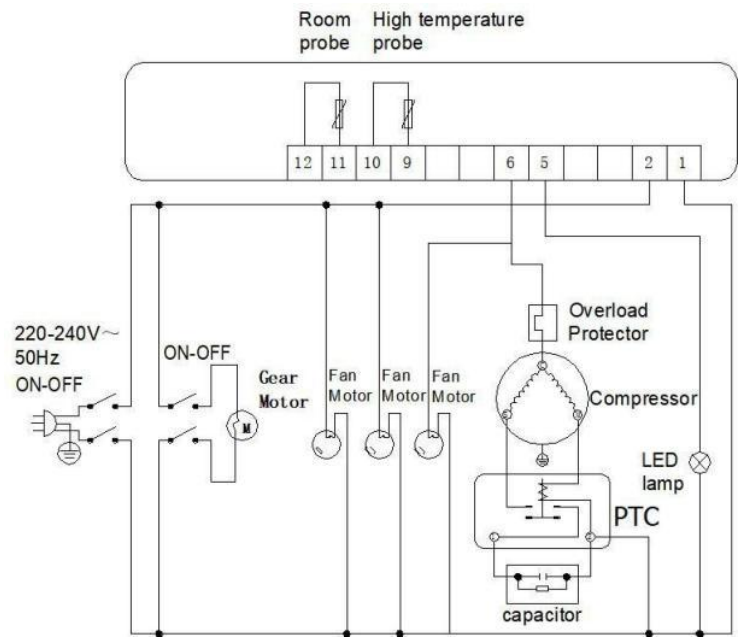 Room
probe
High temperature
probe
12 11 10 9 6 5 2 1
220-240V~
50Hz
ON-OFF
ON-OFF
Gear
Motor
M
Fan
Motor
Fan
Motor
Fan
Motor
Overload
Protector
Compressor
LED
lamp
PTC
capacitor